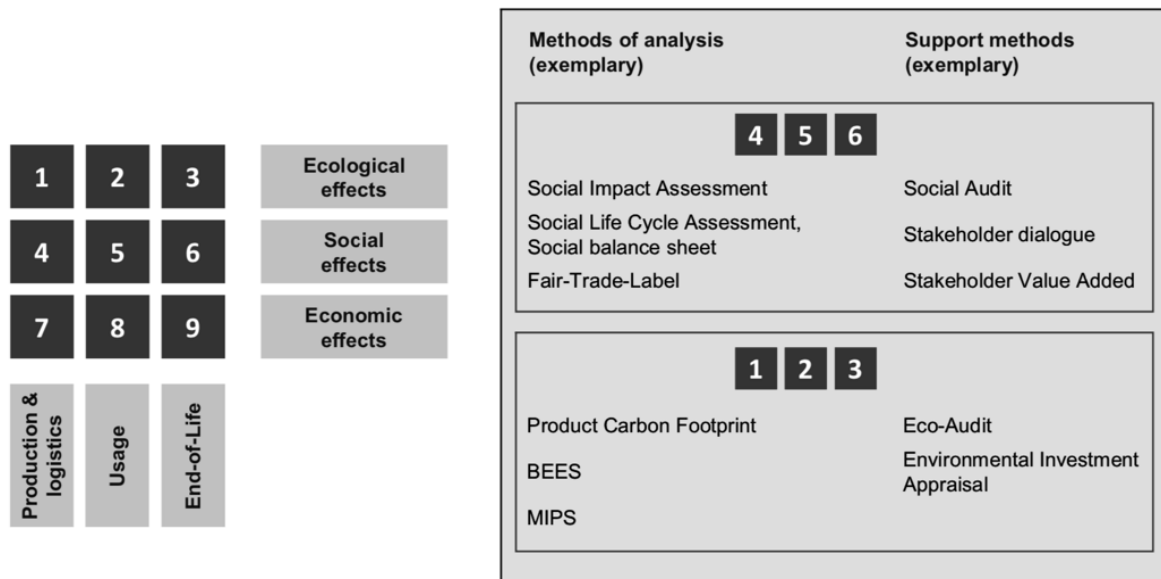 1 2 3
Ecological
effects
4 5 6
Social
effects
7 8 9
Economic
effects
Production &
logistics
Usage
End-of-Life
Methods of analysis
(exemplary)
Support methods
(exemplary)
4 5 6
Social Impact Assessment
Social Audit
Social Life Cycle Assessment,
Social balance sheet
Stakeholder dialogue
Fair-Trade-Label
Stakeholder Value Added
1 2 3
Product Carbon Footprint
Eco-Audit
BEES
Environmental Investment
Appraisal
MIPS